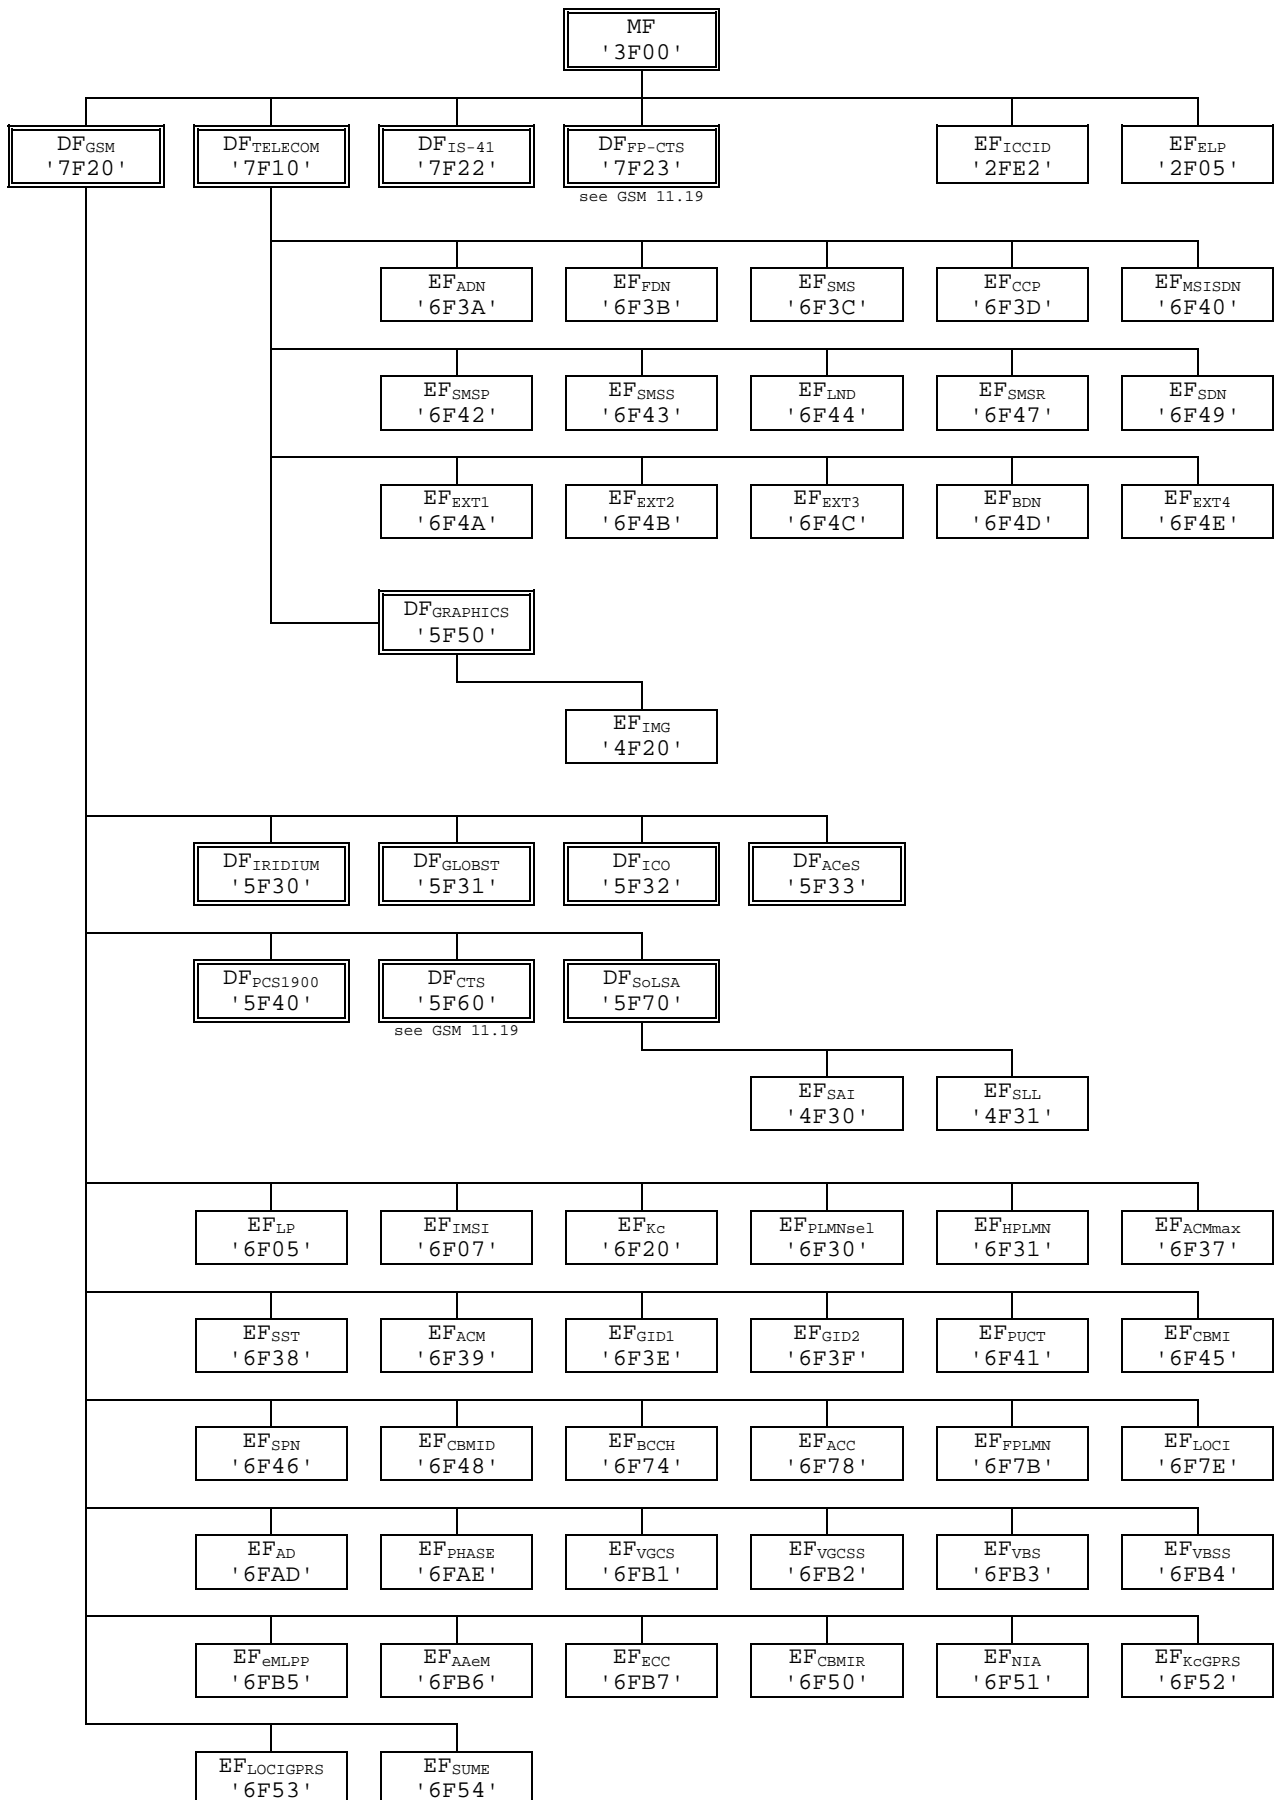 MF
'3F00'
DFGSM
'7F20'
DFTELECOM
'7F10'
DFIS-41
'7F22'
DFFP-CTS
'7F23'
see GSM 11.19
EFICCID
'2FE2'
EFELP
'2F05'
EFADN
'6F3A'
EFFDN
'6F3B'
EFSMS
'6F3C'
EFCCP
'6F3D'
EFMSISDN
'6F40'
EFSMSP
'6F42'
EFSMSS
'6F43'
EFLND
'6F44'
EFSMSR
'6F47'
EFSDN
'6F49'
EFEXT1
'6F4A'
EFEXT2
'6F4B'
EFEXT3
'6F4C'
EFBDN
'6F4D'
EFEXT4
'6F4E'
DFGRAPHICS
'5F50'
EFIMG
'4F20'
DFIRIDIUM
'5F30'
DFGLOBST
'5F31'
DFICO
'5F32'
DFACeS
'5F33'
DFPCS1900
'5F40'
DFCTS
'5F60'
see GSM 11.19
DFSoLSA
'5F70'
EFSAI
'4F30'
EFSLL
'4F31'
EFLP
'6F05'
EFIMSI
'6F07'
EFKc
'6F20'
EFPLMNsel
'6F30'
EFHPLMN
'6F31'
EFACMmax
'6F37'
EFSST
'6F38'
EFACM
'6F39'
EFGID1
'6F3E'
EFGID2
'6F3F'
EFPUCT
'6F41'
EFCBMI
'6F45'
EFSPN
'6F46'
EFCBMID
'6F48'
EFBCCH
'6F74'
EFACC
'6F78'
EFFPLMN
'6F7B'
EFLOCI
'6F7E'
EFAD
'6FAD'
EFPHASE
'6FAE'
EFVGCS
'6FB1'
EFVGCSS
'6FB2'
EFVBS
'6FB3'
EFVBSS
'6FB4'
EFeMLPP
'6FB5'
EFAAeM
'6FB6'
EFECC
'6FB7'
EFCBMIR
'6F50'
EFNIA
'6F51'
EFKcGPRS
'6F52'
EFLOCIGPRS
'6F53'
EFSUME
'6F54'